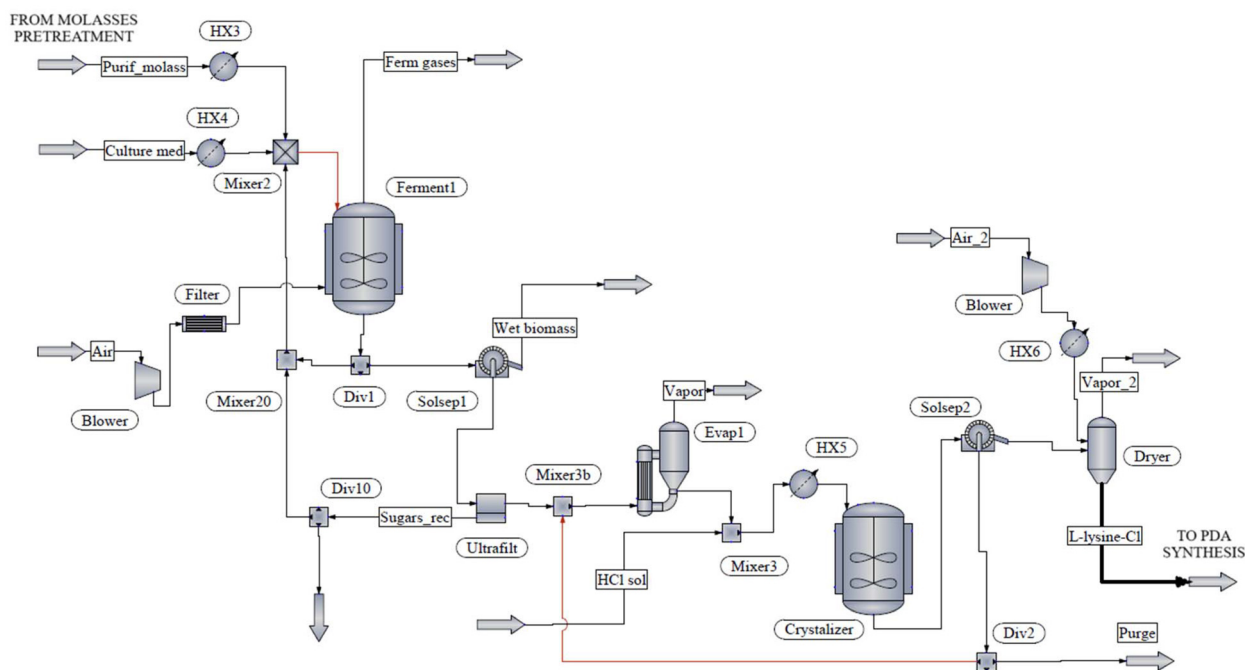 FROM MOLASSES
PRETREATMENT
HX3
Purif_molass
Ferm gases
HX4
Culture med
Mixer2
Ferment1
Air_2
Blower
Filter
Wet biomass
HX6
Air
Vapor_2
Blower
Mixer20
Div1
Solsep1
Vapor
Solsep2
Evap1
HX5
Dryer
Mixer3b
Div10
Sugars_rec
Ultrafilt
L-lysine-Cl
TO PDA
SYNTHESIS
Mixer3
HCl sol
Crystalizer
Div2
Purge